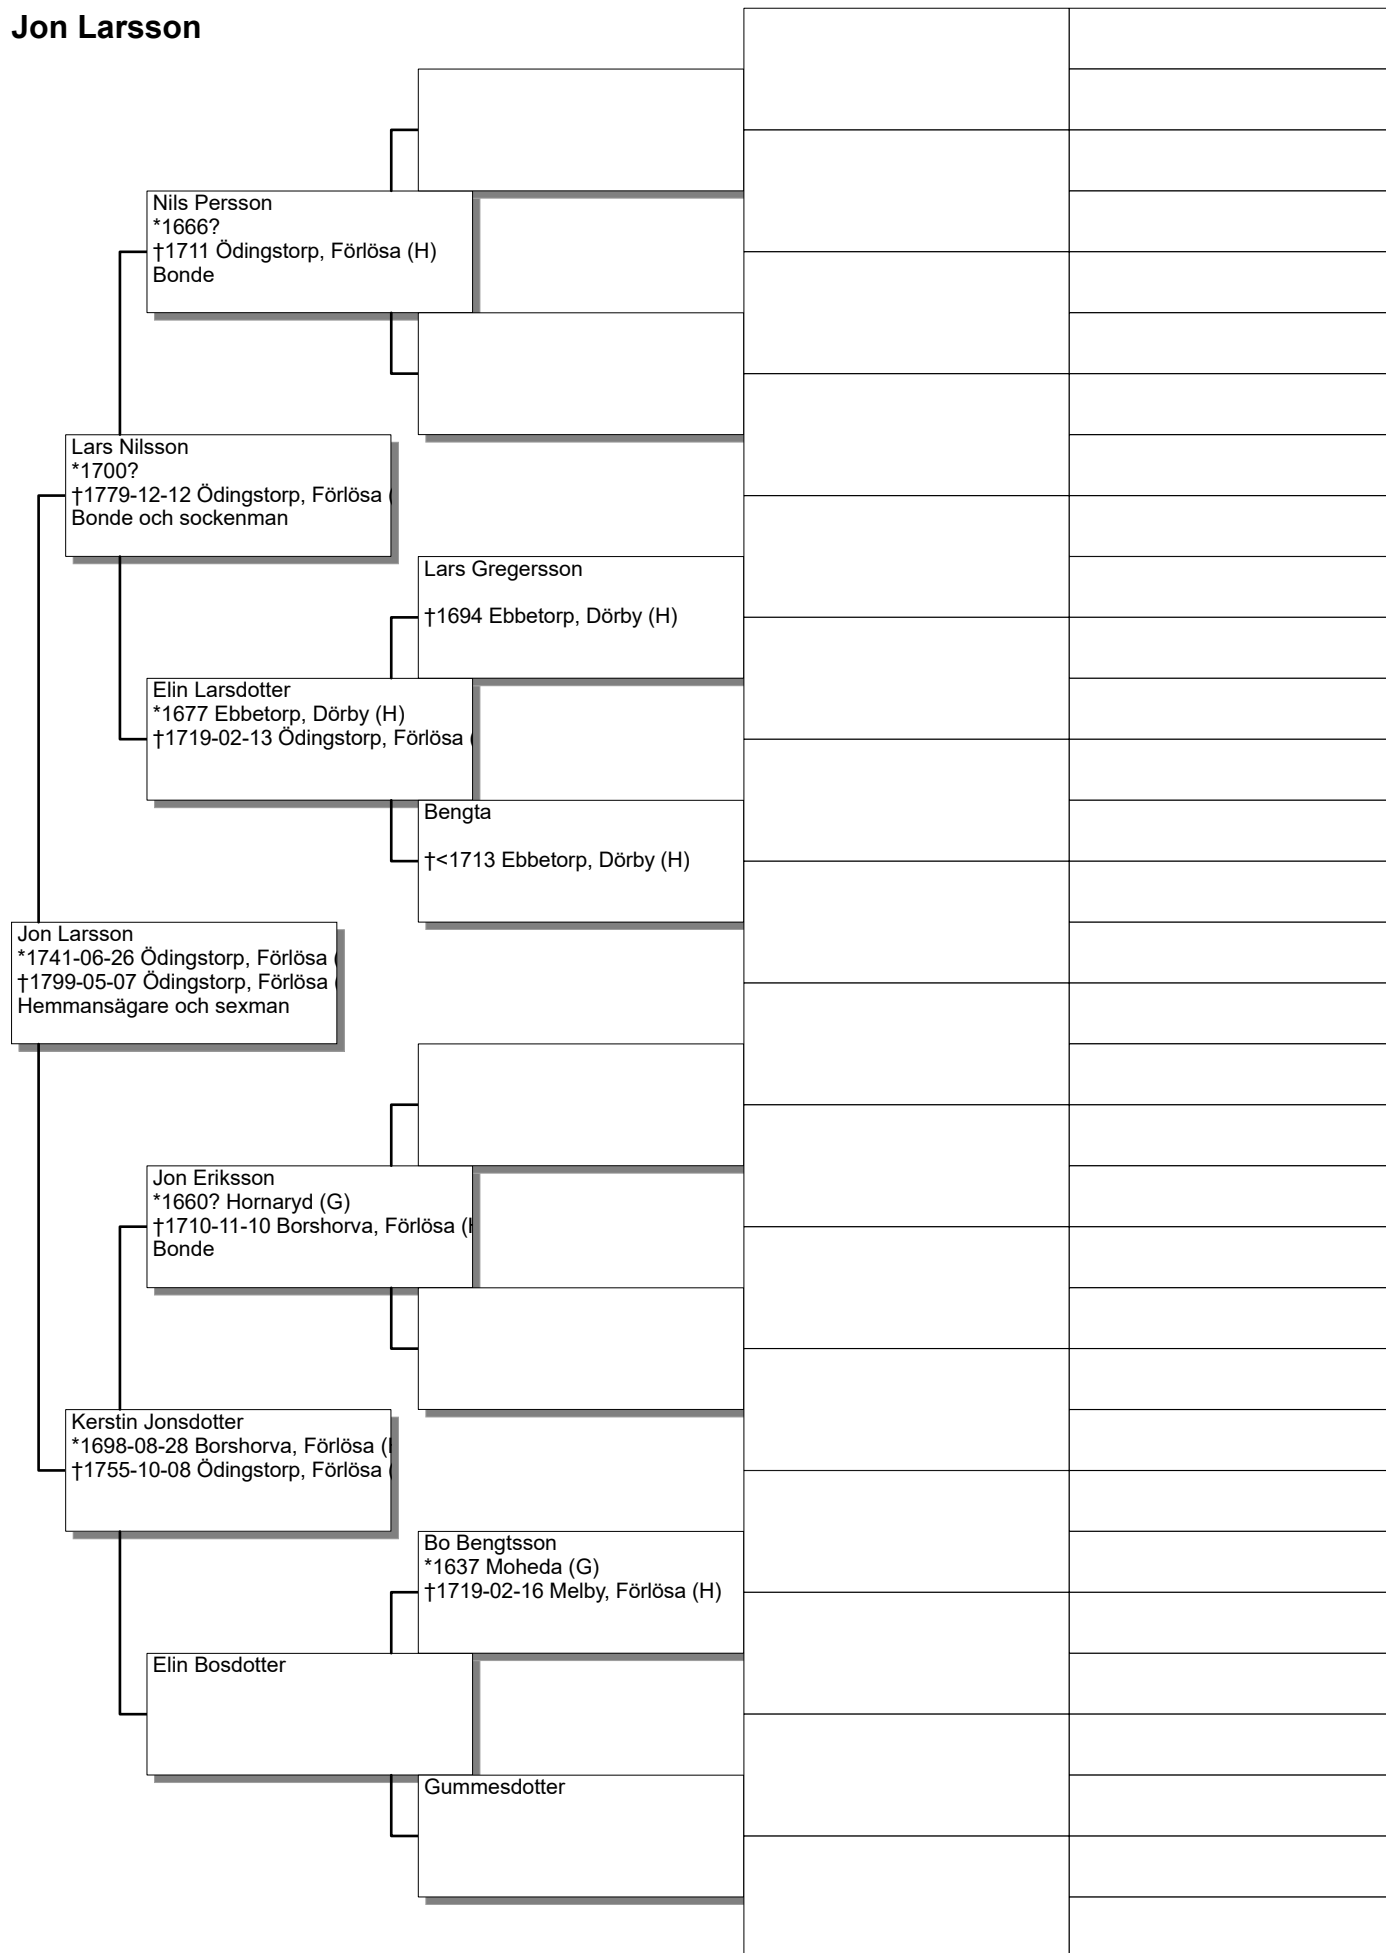 Jon Larsson
Nils Persson
*1666?
†1711 Ödingstorp, Förlösa (H)
Bonde
Lars Nilsson
*1700?
†1779-12-12 Ödingstorp, Förlösa (
Bonde och sockenman
Lars Gregersson
†1694 Ebbetorp, Dörby (H)
Elin Larsdotter
*1677 Ebbetorp, Dörby (H)
†1719-02-13 Ödingstorp, Förlösa (
Bengta
†<1713 Ebbetorp, Dörby (H)
Jon Larsson
*1741-06-26 Ödingstorp, Förlösa (
†1799-05-07 Ödingstorp, Förlösa (
Hemmansägare och sexman
Jon Eriksson
*1660? Hornaryd (G)
†1710-11-10 Borshorva, Förlösa (H
Bonde
Kerstin Jonsdotter
*1698-08-28 Borshorva, Förlösa (H
†1755-10-08 Ödingstorp, Förlösa (
Bo Bengtsson
*1637 Moheda (G)
†1719-02-16 Melby, Förlösa (H)
Elin Bosdotter
Gummesdotter